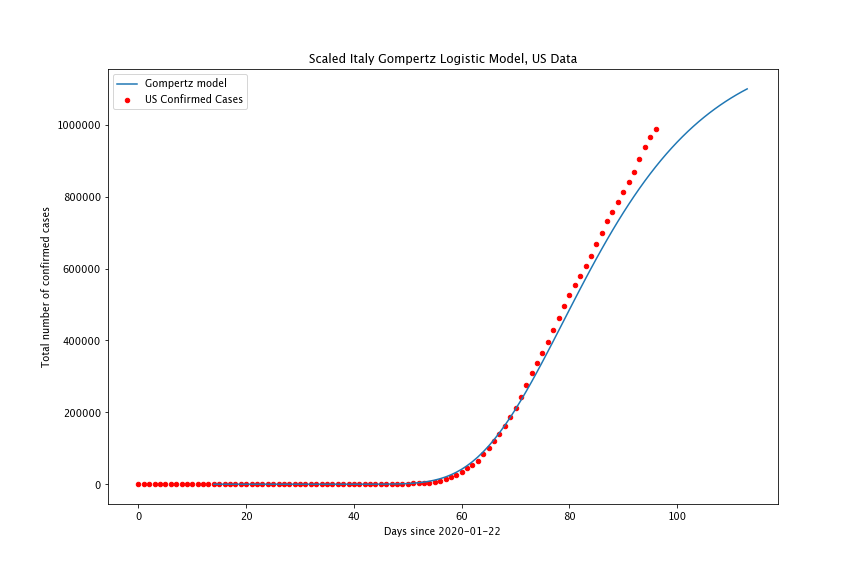 Scaled Italy Gompertz Logistic Model, US Data
Gompertz model
US Confirmed Cases
1000000
800000
600000
400000
200000
0
Total number of confirmed cases
0 20 40 60 80 100
Days since 2020-01-22